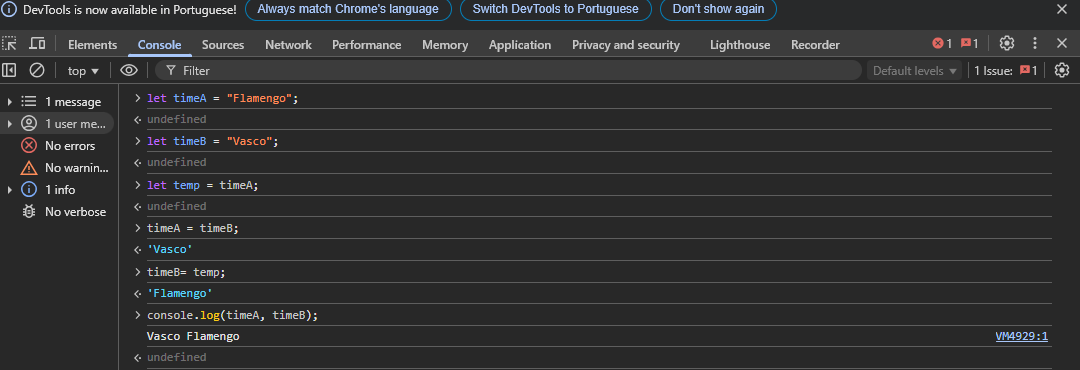 DevTools is now available in Portuguese! Always match Chrome's language Switch DevTools to Portuguese Don't show again
Elements Console Sources Network Performance Memory Application Privacy and security Lighthouse Recorder 1 1
top Filter Default levels 1 Issue: 1
1 message
1 user me...
No errors
No warnin...
1 info
No verbose
let timeA = "Flamengo";
undefined
let timeB = "Vasco";
undefined
let temp = timeA;
undefined
timeA = timeB;
'Vasco'
timeB= temp;
'Flamengo'
console.log(timeA, timeB);
Vasco Flamengo VM4929:1
undefined